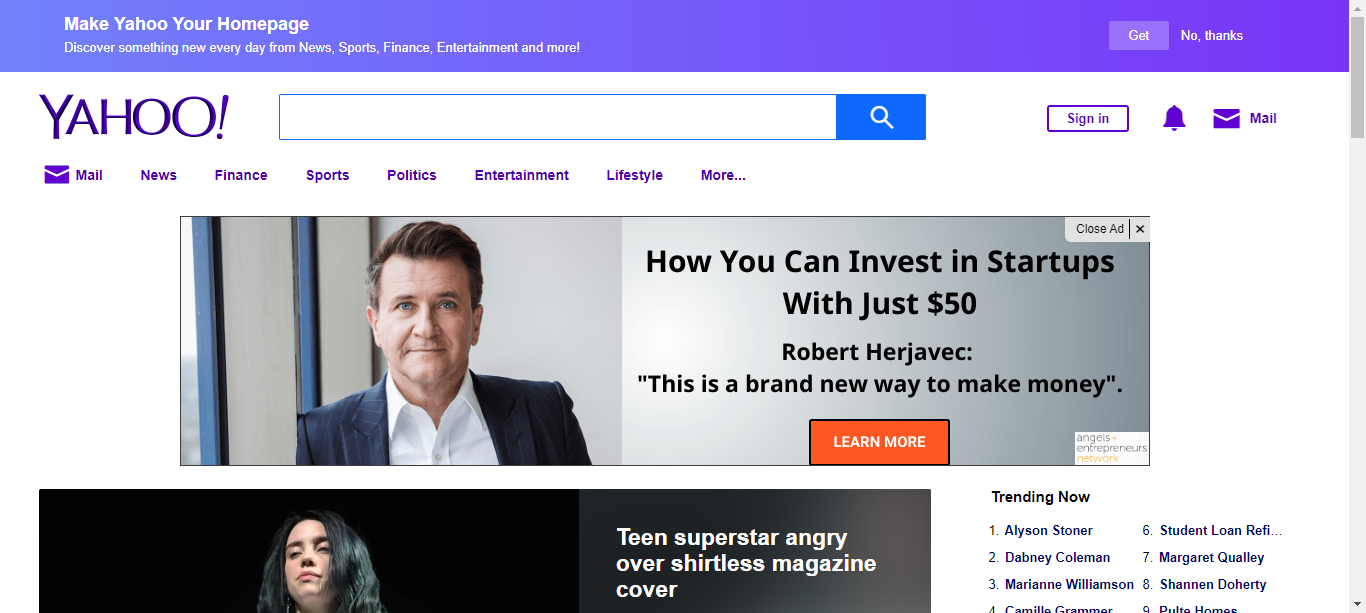 Make Yahoo Your Homepage
Discover something new every day from News, Sports, Finance, Entertainment and more!
Get
No, thanks
YAHOO!
Sign in
Mail
Mail
News
Finance
Sports
Politics
Entertainment
Lifestyle
More...
Close Ad
×
How You Can Invest in Startups
With Just $50
Robert Herjavec:
"This is a brand new way to make money".
LEARN MORE
angels+
entrepreneurs
network
Teen superstar angry
over shirtless magazine
cover
Trending Now
1. Alyson Stoner
2. Dabney Coleman
3. Marianne Williamson
4. Camille Grammer
6. Student Loan Refi...
7. Margaret Qualley
8. Shannen Doherty
9. Pulte Homes